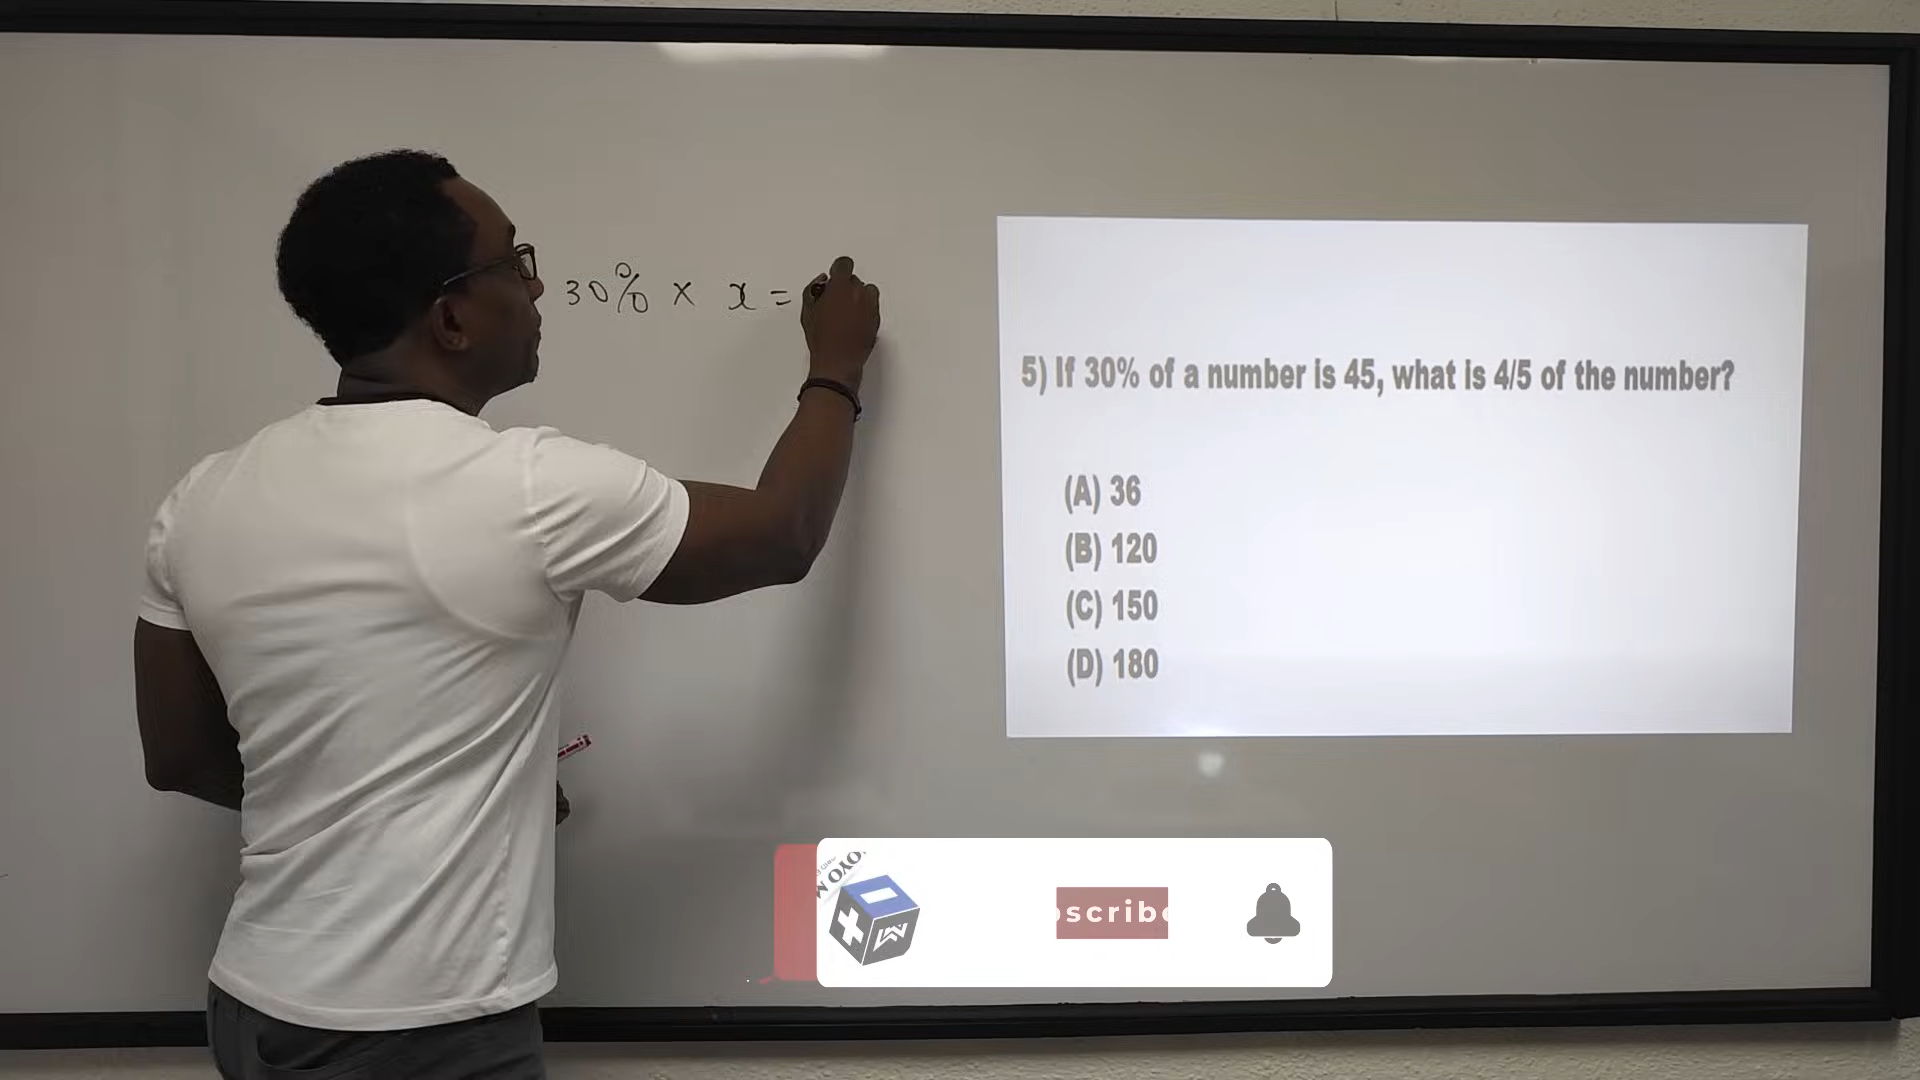 30% × x =
5) If 30% of a number is 45, what is 4/5 of the number?
(A) 36
(B) 120
(C) 150
(D) 180
OYO M
scribe